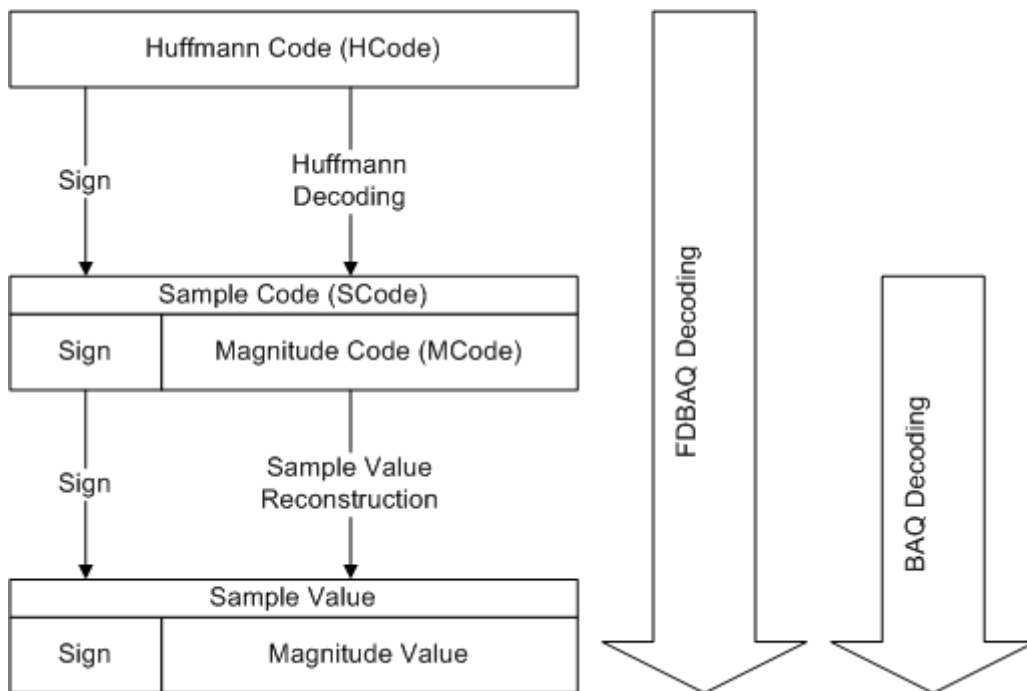 Huffmann Code (HCode)
Sign
Huffmann
Decoding
Sample Code (SCode)
Sign
Magnitude Code (MCode)
Sign
Sample Value
Reconstruction
Sample Value
Sign
Magnitude Value
FDBAQ Decoding
BAQ Decoding